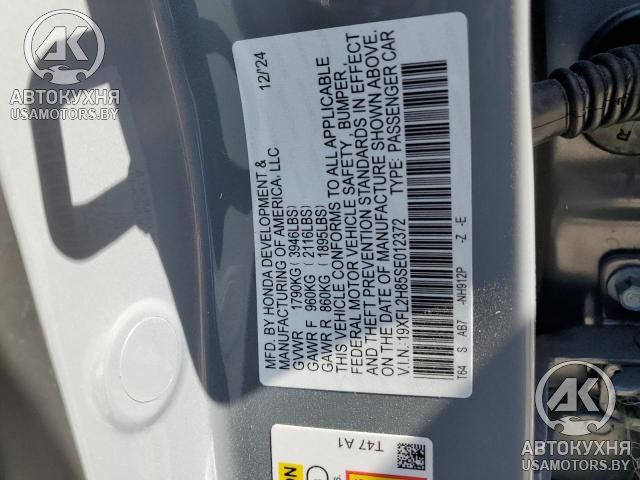 АВТОКУХНЯ
USAMOTORS.BY
MFD. BY HONDA DEVELOPMENT & 12/'24
MANUFACTURING OF AMERICA, LLC
GVWR 1790KG( 3946LBS)
GAWR F 960KG ( 2116LBS)
GAWR R 860KG ( 1895LBS)
THIS VEHICLE CONFORMS TO ALL APPLICABLE
FEDERAL MOTOR VEHICLE SAFETY, BUMPER,
AND THEFT PREVENTION STANDARDS IN EFFECT
ON THE DATE OF MANUFACTURE SHOWN ABOVE.
V.I.N: 19XFL2H85SE012372 TYPE: PASSENGER CAR
T64 S AB7 -NH912P -Z -E
T47 A1
АВТОКУХНЯ
USAMOTORS.BY